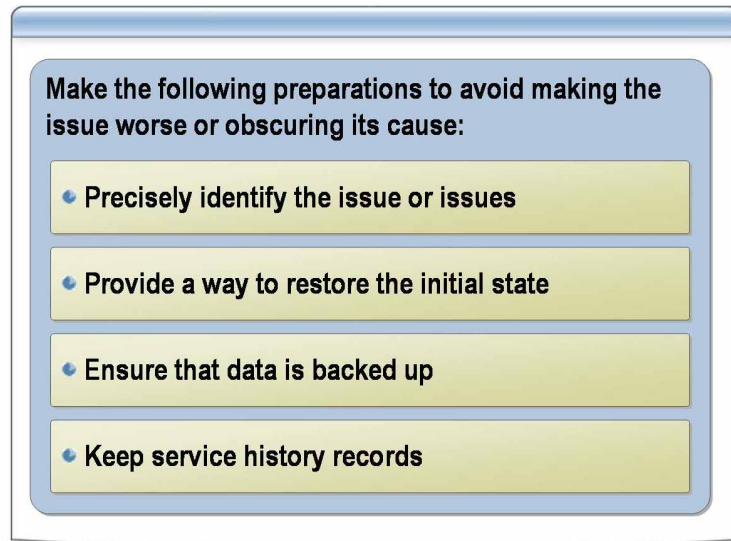 Make the following preparations to avoid making the
issue worse or obscuring its cause:
Precisely identify the issue or issues
Provide a way to restore the initial state
Ensure that data is backed up
Keep service history records